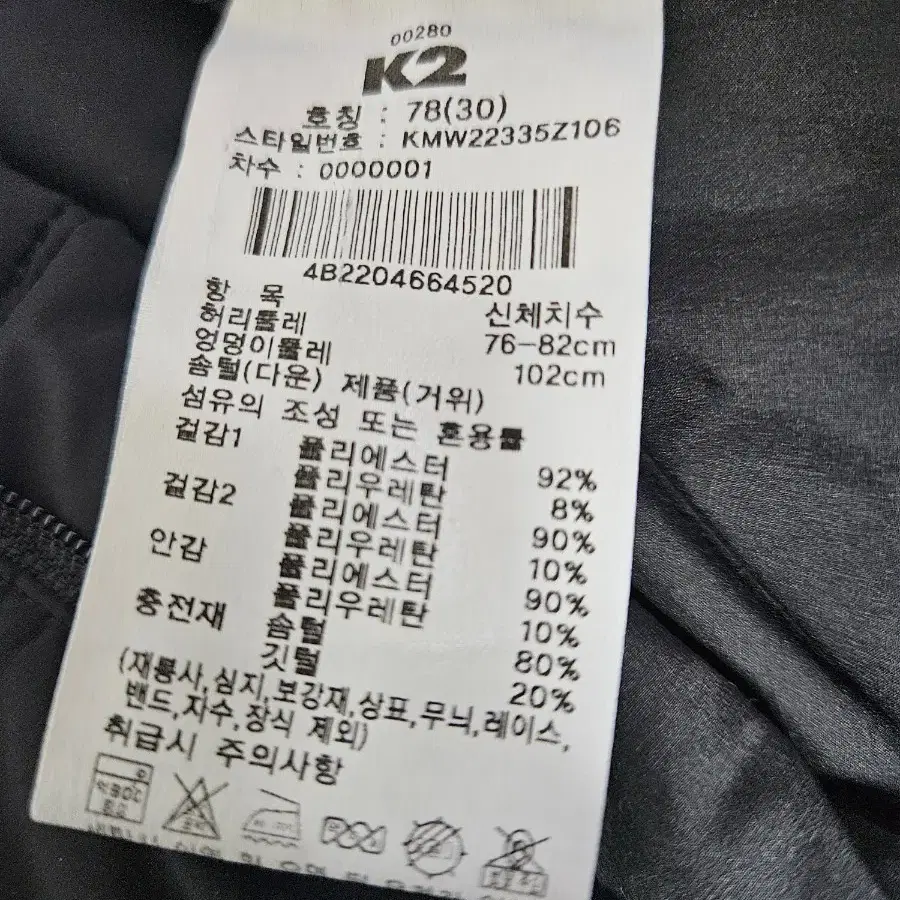 00280
K2
호칭 : 78(30)
스타일번호 : KMW22335Z106
차수 : 0000001
4B2204664520
항 목 신체치수
허리둘레 76-82cm
엉덩이둘레 102cm
솜털(다운) 제품(거위)
섬유의 조성 또는 혼용률
겉감1 폴리에스터 92%
폴리우레탄 8%
겉감2 폴리에스터 90%
폴리우레탄 10%
안감 폴리에스터 90%
폴리우레탄 10%
충전재 솜털 80%
깃털 20%
(재봉사,심지,보강재,상표,무늬,레이스,
밴드,자수,장식 제외)
취급시 주의사항